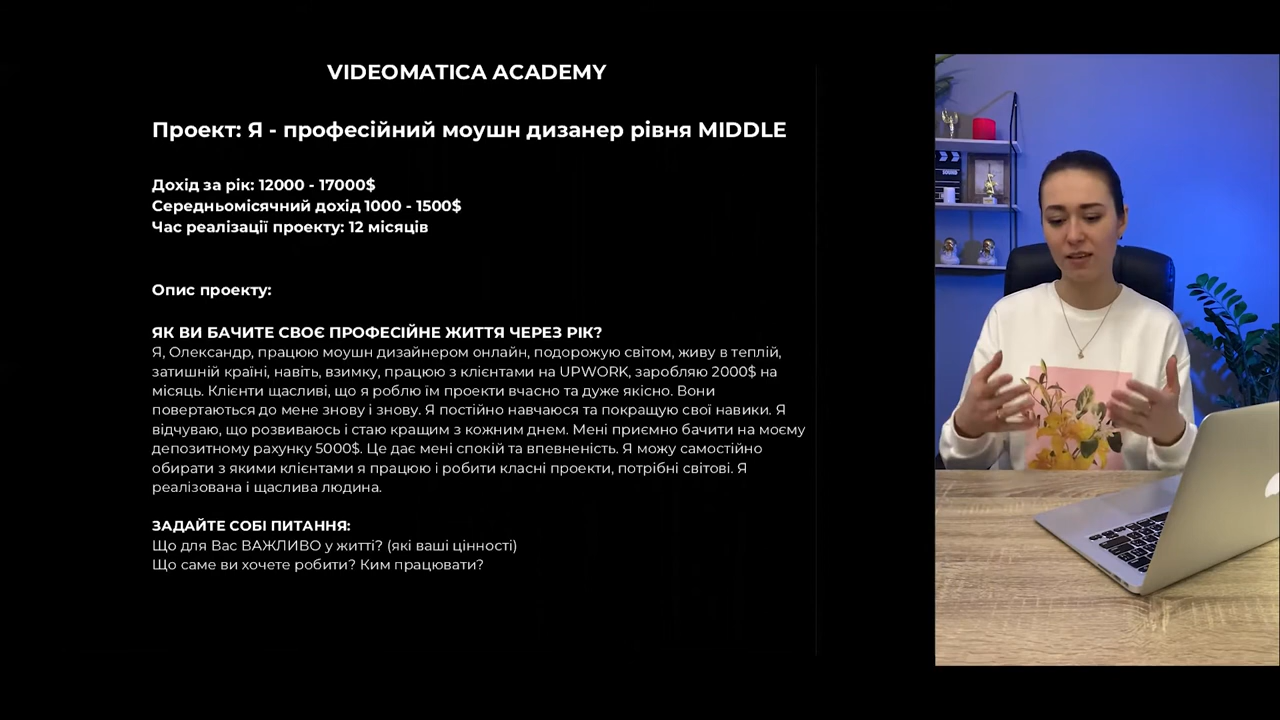 VIDEOMATICA ACADEMY
Проект: Я - професійний моушн дизанер рівня MIDDLE
Дохід за рік: 12000 - 17000$
Середньомісячний дохід 1000 - 1500$
Час реалізації проекту: 12 місяців
Опис проекту:
ЯК ВИ БАЧИТЕ СВОЄ ПРОФЕСІЙНЕ ЖИТТЯ ЧЕРЕЗ РІК?
Я, Олександр, працюю моушн дизайнером онлайн, подорожую світом, живу в теплій,
затишній країні, навіть, взимку, працюю з клієнтами на UPWORK, заробляю 2000$ на
місяць. Клієнти щасливі, що я роблю їм проекти вчасно та дуже якісно. Вони
повертаються до мене знову і знову. Я постійно навчаюся та покращую свої навики. Я
відчуваю, що розвиваюсь і стаю кращим з кожним днем. Мені приємно бачити на моєму
депозитному рахунку 5000$. Це дає мені спокій та впевненість. Я можу самостійно
обирати з якими клієнтами я працюю і робити класні проекти, потрібні світові. Я
реалізована і щаслива людина.
ЗАДАЙТЕ СОБІ ПИТАННЯ:
Що для Вас ВАЖЛИВО у житті? (які ваші цінності)
Що саме ви хочете робити? Ким працювати?